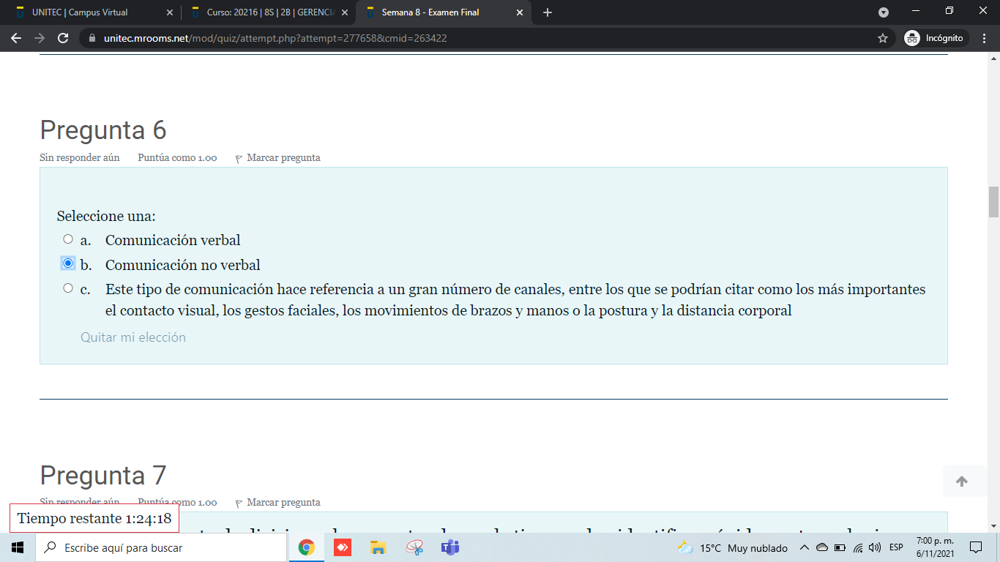 UNITEC | Campus Virtual
Curso: 20216 | 8S | 2B | GERENCIA
Semana 8 - Examen Final
unitec.mrooms.net/mod/quiz/attempt.php?attempt=277658&cmid=263422
Incógnito
Pregunta 6
Sin responder aún Puntúa como 1.00 Marcar pregunta
Seleccione una:
a. Comunicación verbal
b. Comunicación no verbal
c. Este tipo de comunicación hace referencia a un gran número de canales, entre los que se podrían citar como los más importantes
el contacto visual, los gestos faciales, los movimientos de brazos y manos o la postura y la distancia corporal
Quitar mi elección
Pregunta 7
Sin responder aún Puntúa como 1.00 Marcar pregunta
Tiempo restante 1:24:18
Escribe aquí para buscar
15°C Muy nublado
ESP
7:00 p. m.
6/11/2021